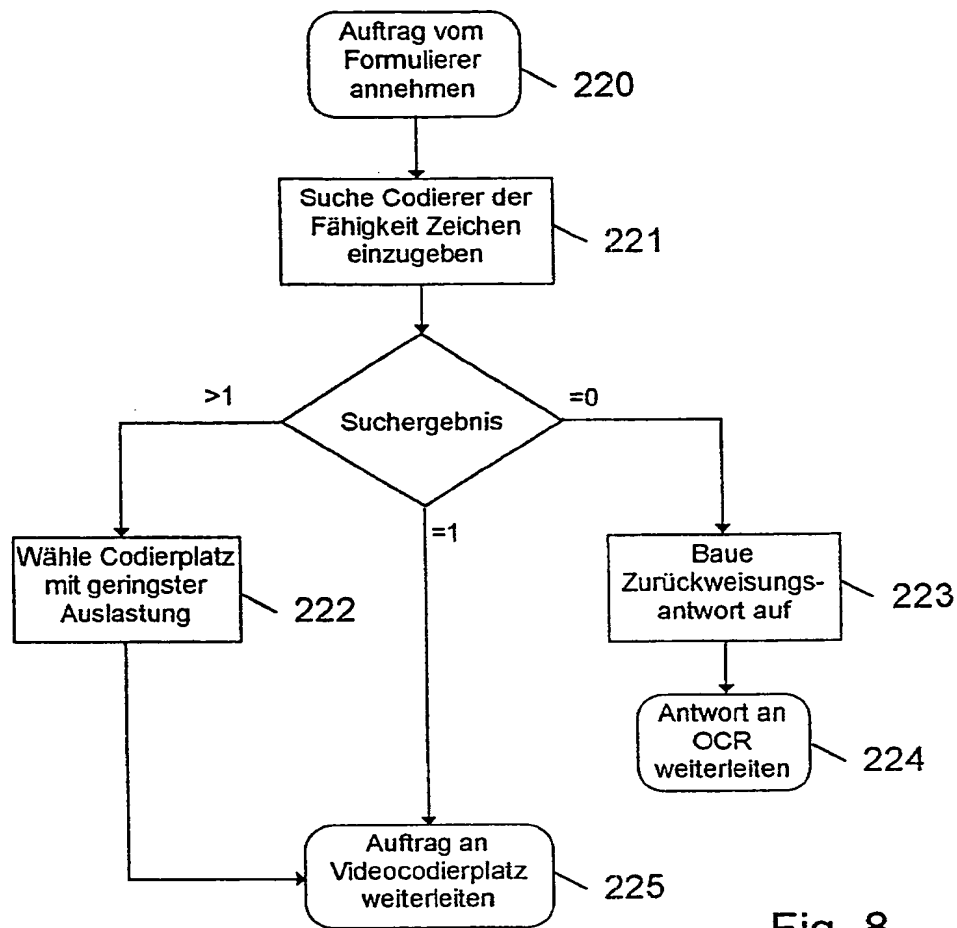 Auftrag vom
Formulierer
annehmen
220
Suche Codierer der
Fähigkeit Zeichen
einzugeben
221
>1
Suchergebnis
=0
=1
Wähle Codierplatz
mit geringster
Auslastung
222
Baue
Zurückweisungs-
antwort auf
223
Antwort an
OCR
weiterleiten
224
Auftrag an
Videocodierplatz
weiterleiten
225
Fig. 8